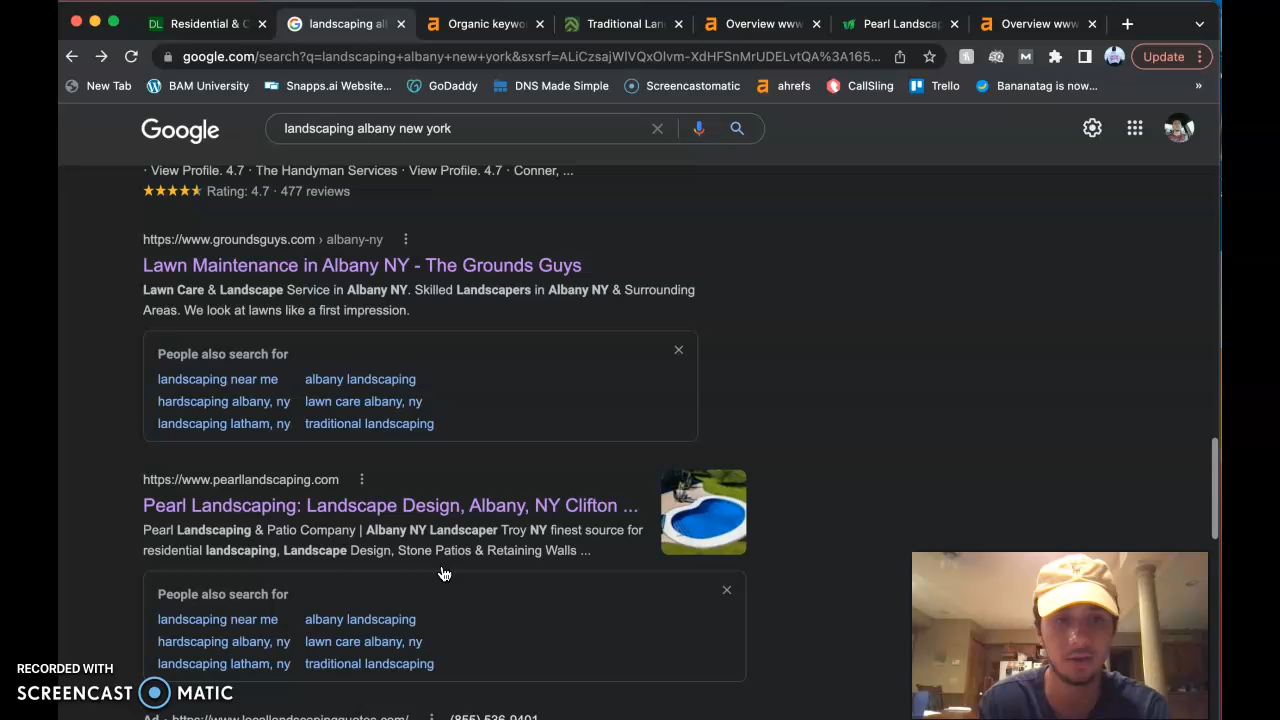 Residential & C
landscaping all
Organic keywo
Traditional Lan
Overview www
Pearl Landscap
Overview www
google.com/search?q=landscaping+albany+new+york&sxsrf=ALiCzsajWIVQxOlvm-XdHFSnMrUDELvtQA%3A165...
Update
New Tab
BAM University
Snapps.ai Website...
GoDaddy
DNS Made Simple
Screencastomatic
ahrefs
CallSling
Trello
Bananatag is now...
»
Google
landscaping albany new york
· View Profile. 4.7 · The Handyman Services · View Profile. 4.7 · Conner, ...
Rating: 4.7 · 477 reviews
https://www.groundsguys.com › albany-ny
Lawn Maintenance in Albany NY - The Grounds Guys
Lawn Care & Landscape Service in Albany NY. Skilled Landscapers in Albany NY & Surrounding
Areas. We look at lawns like a first impression.
People also search for
landscaping near me albany landscaping
hardscaping albany, ny lawn care albany, ny
landscaping latham, ny traditional landscaping
https://www.pearllandscaping.com
Pearl Landscaping: Landscape Design, Albany, NY Clifton ...
Pearl Landscaping & Patio Company | Albany NY Landscaper Troy NY finest source for
residential landscaping, Landscape Design, Stone Patios & Retaining Walls ...
People also search for
landscaping near me albany landscaping
hardscaping albany, ny lawn care albany, ny
landscaping latham, ny traditional landscaping
Ad · https://www.locallandscapingquotes.com/ (855) 536-9401
RECORDED WITH
SCREENCAST MATIC